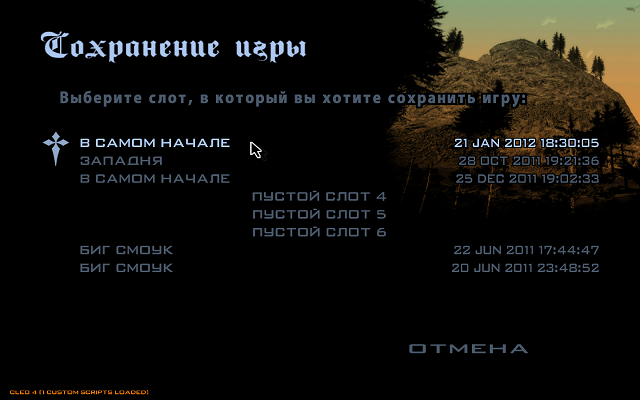 Сохранение игры
Выберите слот, в который вы хотите сохранить игру:
В САМОМ НАЧАЛЕ 21 JAN 2012 18:30:05
ЗАПАДНЯ 28 OCT 2011 19:21:36
В САМОМ НАЧАЛЕ 25 DEC 2011 19:02:33
ПУСТОЙ СЛОТ 4
ПУСТОЙ СЛОТ 5
ПУСТОЙ СЛОТ 6
БИГ СМОУК 22 JUN 2011 17:44:47
БИГ СМОУК 20 JUN 2011 23:48:52
ОТМЕНА
CLEO 4 (1 CUSTOM SCRIPTS LOADED)